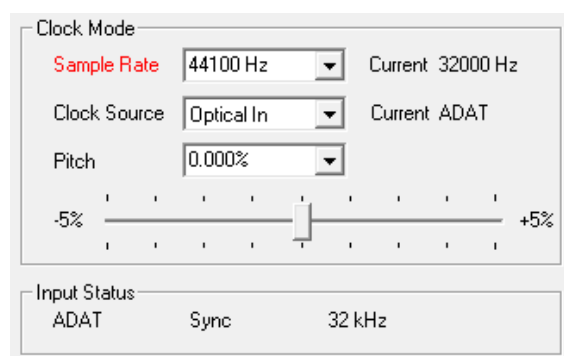 Clock Mode
Sample Rate 44100 Hz Current 32000 Hz
Clock Source Optical In Current ADAT
Pitch 0.000%
-5% +5%
Input Status
ADAT Sync 32 kHz